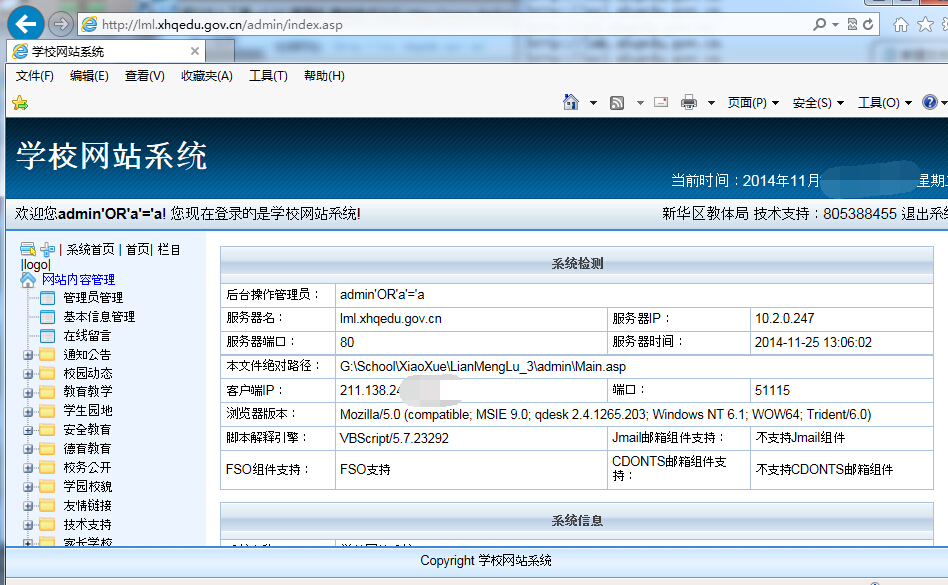 http://lml.xhqedu.gov.cn/admin/index.asp
学校网站系统
文件(F) 编辑(E) 查看(V) 收藏夹(A) 工具(T) 帮助(H)
页面(P) 安全(S) 工具(O)
学校网站系统
当前时间：2014年11月 星期
欢迎您admin'OR'a'='a! 您现在登录的是学校网站系统! 新华区教体局 技术支持：805388455 退出系统
| 系统首页 | 首页| 栏目
|logo|
网站内容管理
管理员管理
基本信息管理
在线留言
通知公告
校园动态
教育教学
学生园地
安全教育
德育教育
校务公开
学园校貌
友情链接
技术支持
家长学校
系统检测
后台操作管理员： admin'OR'a'='a
服务器名： lml.xhqedu.gov.cn 服务器IP： 10.2.0.247
服务器端口： 80 服务器时间： 2014-11-25 13:06:02
本文件绝对路径： G:\School\XiaoXue\LianMengLu_3\admin\Main.asp
客户端IP： 211.138.24 端口： 51115
浏览器版本： Mozilla/5.0 (compatible; MSIE 9.0; qdesk 2.4.1265.203; Windows NT 6.1; WOW64; Trident/6.0)
脚本解释引擎： VBScript/5.7.23292 Jmail邮箱组件支持： 不支持Jmail组件
FSO组件支持： FSO支持 CDONTS邮箱组件支持： 不支持CDONTS邮箱组件
系统信息
Copyright 学校网站系统